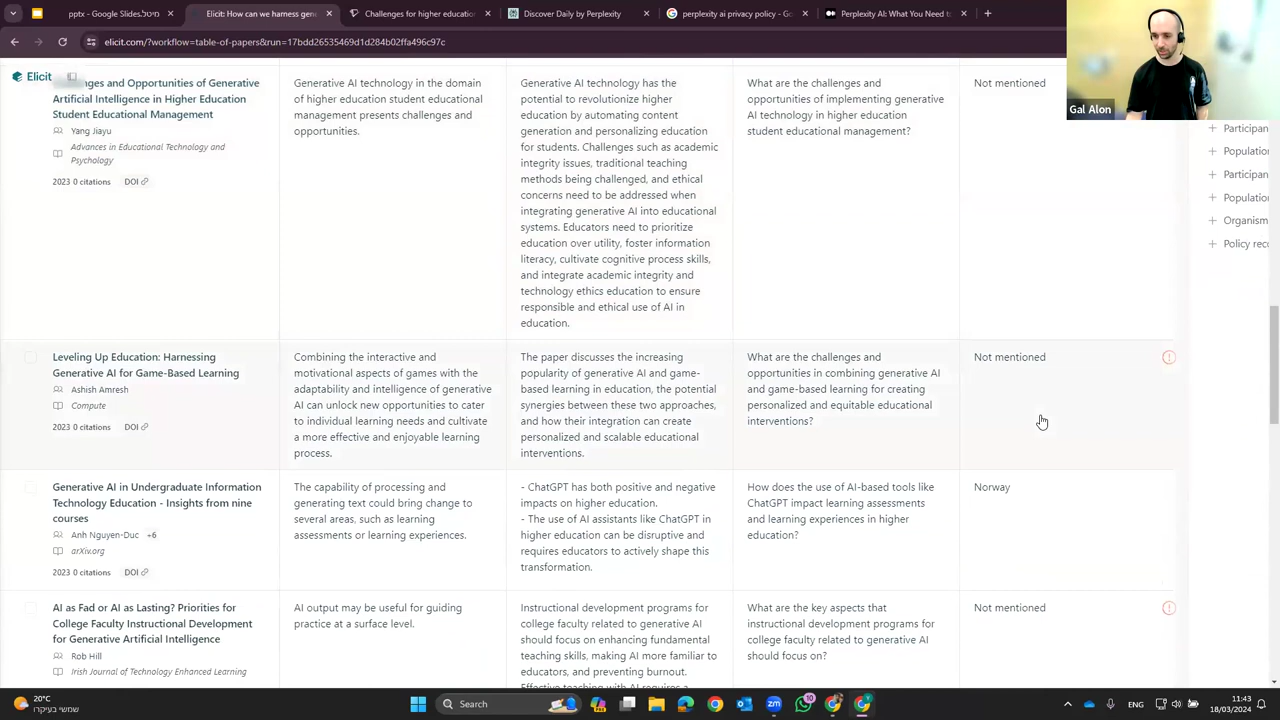 pptx - Google Slides.מיכל
Elicit: How can we harness gen
Challenges for higher education
Discover Daily by Perplexity
perplexity ai privacy policy - Go
Perplexity AI: What You Need to
elicit.com/?workflow=table-of-papers&run=17bdd26535469d1d284b02ffa496c97c
Gal Alon
Elicit
nges and Opportunities of Generative
Artificial Intelligence in Higher Education
Student Educational Management
Yang Jiayu
Advances in Educational Technology and
Psychology
2023 0 citations DOI
Generative AI technology in the domain
of higher education student educational
management presents challenges and
opportunities.
Generative AI technology has the
potential to revolutionize higher
education by automating content
generation and personalizing education
for students. Challenges such as academic
integrity issues, traditional teaching
methods being challenged, and ethical
concerns need to be addressed when
integrating generative AI into educational
systems. Educators need to prioritize
education over utility, foster information
literacy, cultivate cognitive process skills,
and integrate academic integrity and
technology ethics education to ensure
responsible and ethical use of AI in
education.
What are the challenges and
opportunities of implementing generative
AI technology in higher education
student educational management?
Not mentioned
Participan
Population
Participan
Population
Organism
Policy reco
Leveling Up Education: Harnessing
Generative AI for Game-Based Learning
Ashish Amresh
Compute
2023 0 citations DOI
Combining the interactive and
motivational aspects of games with the
adaptability and intelligence of generative
AI can unlock new opportunities to cater
to individual learning needs and cultivate
a more effective and enjoyable learning
process.
The paper discusses the increasing
popularity of generative AI and game-
based learning in education, the potential
synergies between these two approaches,
and how their integration can create
personalized and scalable educational
interventions.
What are the challenges and
opportunities in combining generative AI
and game-based learning for creating
personalized and equitable educational
interventions?
Not mentioned
Generative AI in Undergraduate Information
Technology Education - Insights from nine
courses
Anh Nguyen-Duc +6
arXiv.org
2023 0 citations DOI
The capability of processing and
generating text could bring change to
several areas, such as learning
assessments or learning experiences.
- ChatGPT has both positive and negative
impacts on higher education.
- The use of AI assistants like ChatGPT in
higher education can be disruptive and
requires educators to actively shape this
transformation.
How does the use of AI-based tools like
ChatGPT impact learning assessments
and learning experiences in higher
education?
Norway
AI as Fad or AI as Lasting? Priorities for
College Faculty Instructional Development
for Generative Artificial Intelligence
Rob Hill
Irish Journal of Technology Enhanced Learning
AI output may be useful for guiding
practice at a surface level.
Instructional development programs for
college faculty related to generative AI
should focus on enhancing fundamental
teaching skills, making AI more familiar to
educators, and preventing burnout.
Effective teaching with AI requires a
What are the key aspects that
instructional development programs for
college faculty related to generative AI
should focus on?
Not mentioned
20°C
שמשי בעיקרו
Search
10
ENG
11:43
18/03/2024